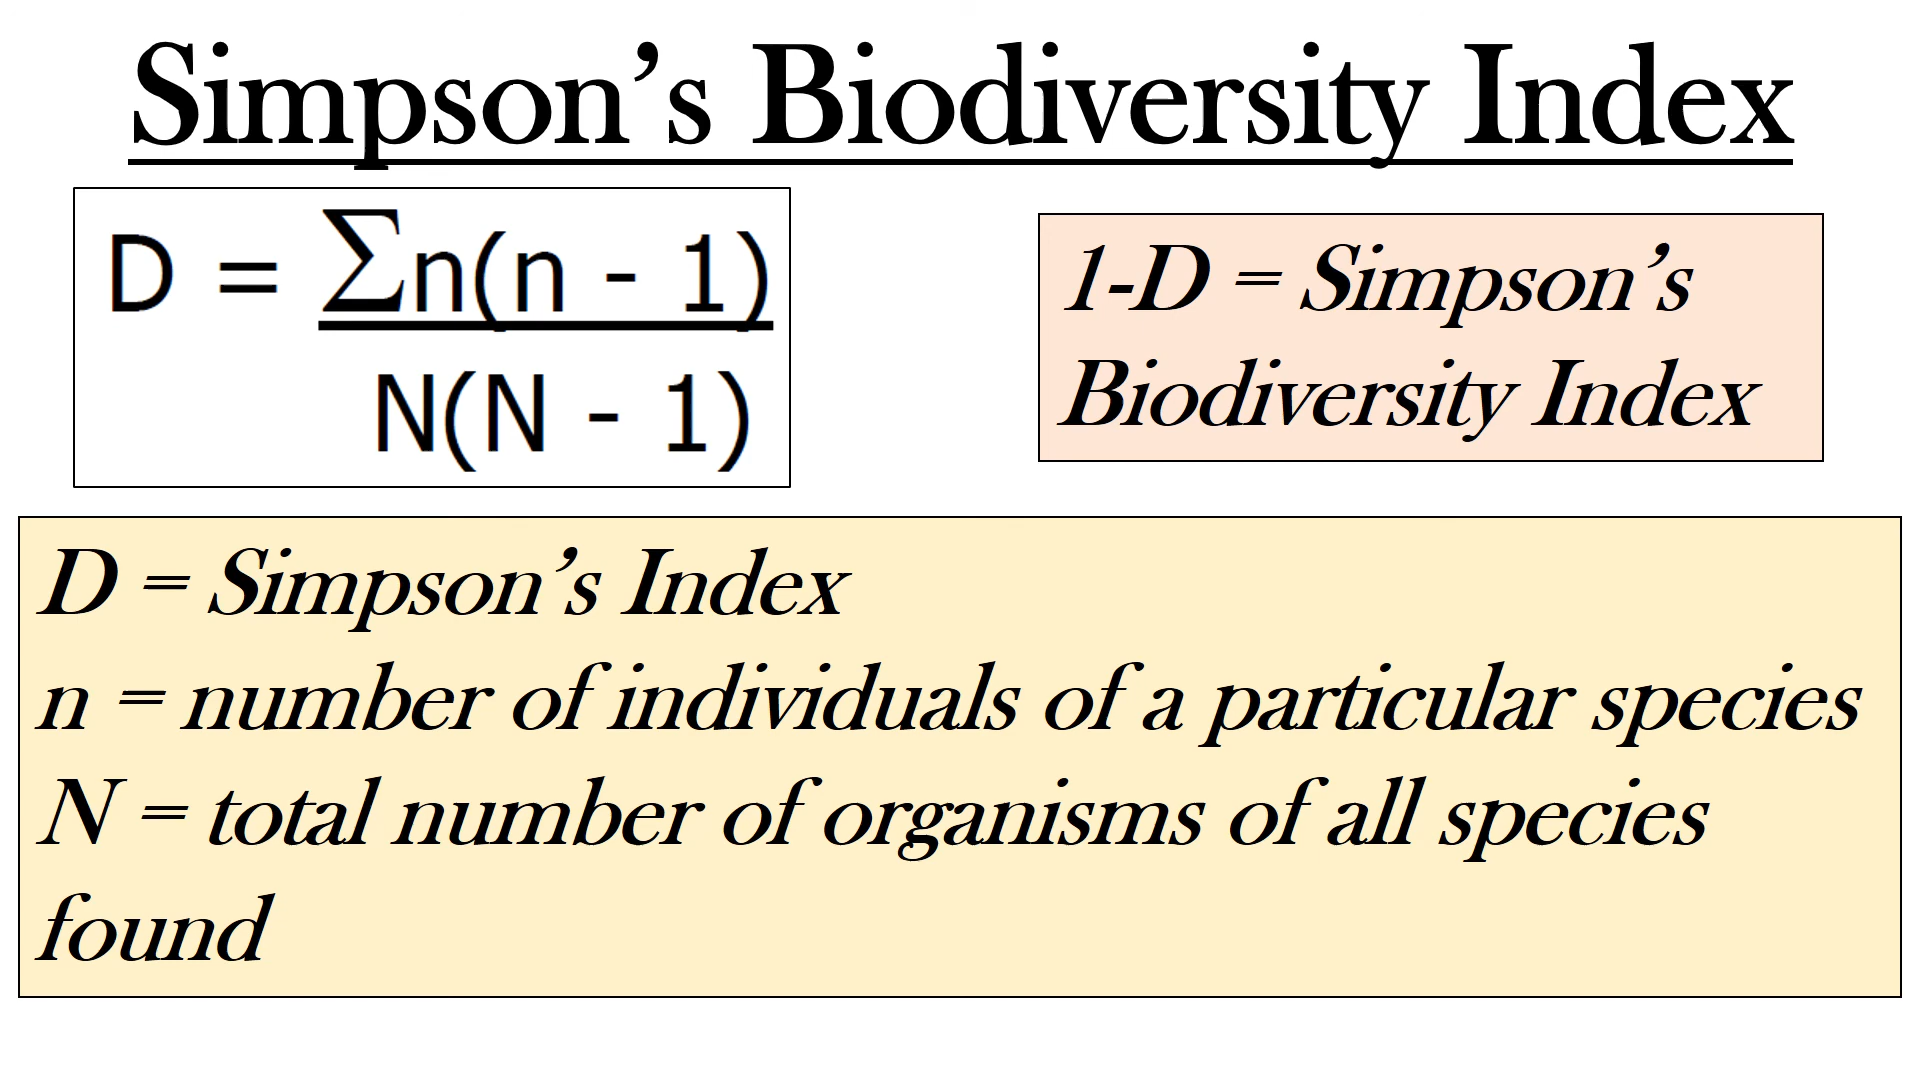 Simpson’s Biodiversity Index
D = ∑n(n - 1)
N(N - 1)
1-D = Simpson’s
Biodiversity Index
D = Simpson’s Index
n = number of individuals of a particular species
N = total number of organisms of all species
found